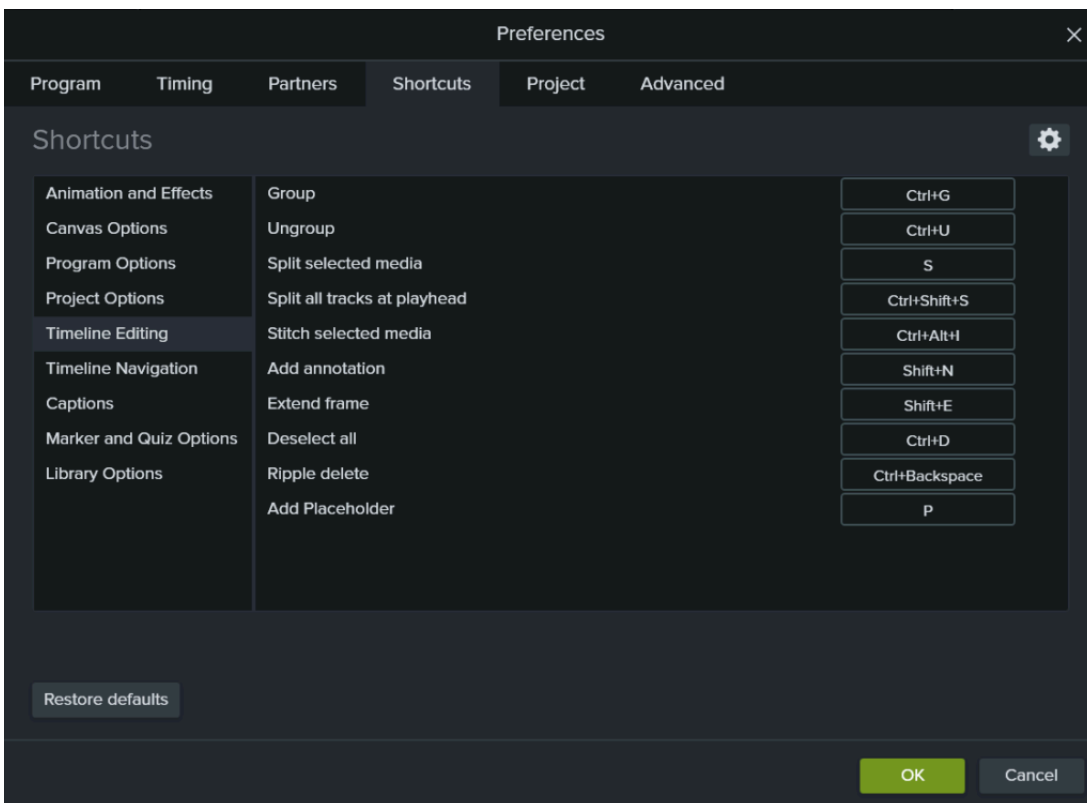 Preferences
Program Timing Partners Shortcuts Project Advanced
Shortcuts
Animation and Effects
Canvas Options
Program Options
Project Options
Timeline Editing
Timeline Navigation
Captions
Marker and Quiz Options
Library Options
Group Ctrl+G
Ungroup Ctrl+U
Split selected media S
Split all tracks at playhead Ctrl+Shift+S
Stitch selected media Ctrl+Alt+I
Add annotation Shift+N
Extend frame Shift+E
Deselect all Ctrl+D
Ripple delete Ctrl+Backspace
Add Placeholder P
Restore defaults
OK Cancel